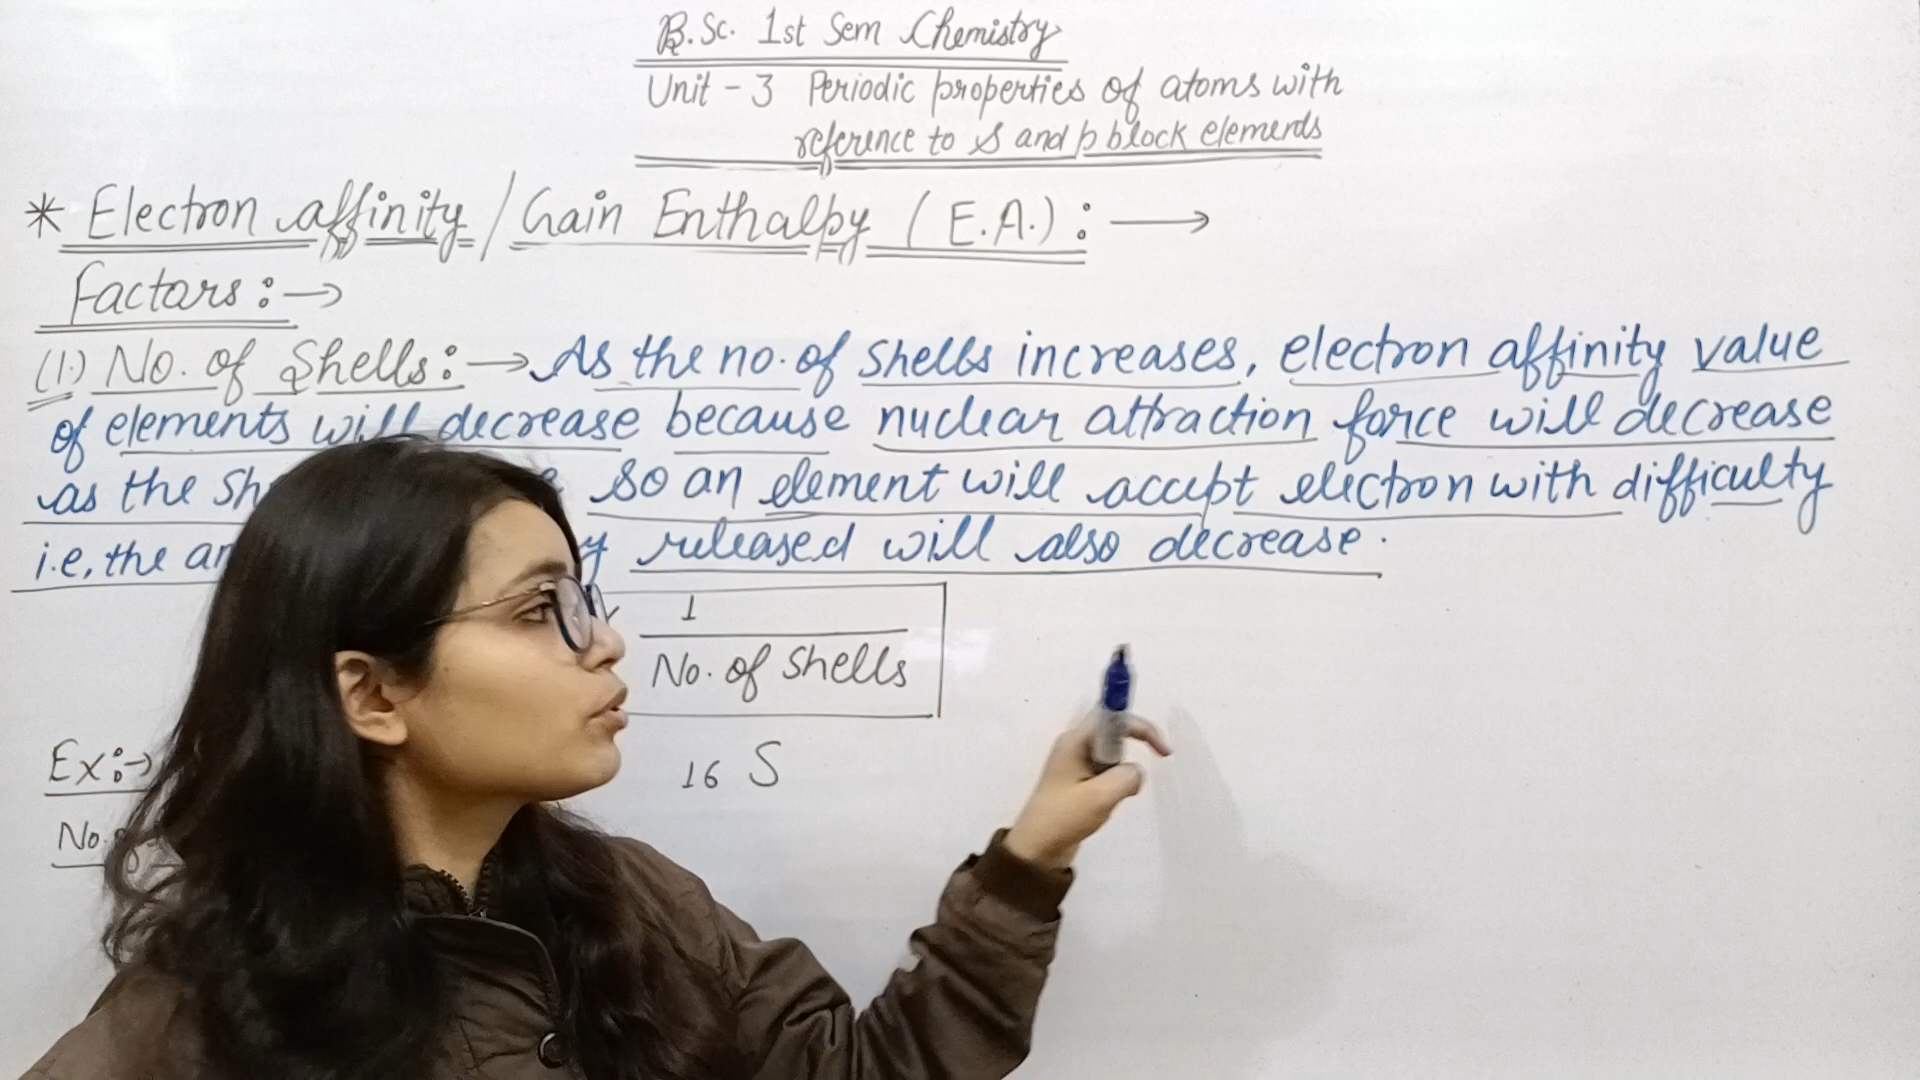 B.Sc. 1st Sem Chemistry
Unit - 3 Periodic properties of atoms with
reference to s and p block elements
* Electron affinity / Gain Enthalpy (E.A.) : →
Factors : →
(1.) No. of Shells : → As the no. of shells increases, electron affinity value
of elements will decrease because nuclear attraction force will decrease
as the so an element will accept electron with difficulty
i.e, the released will also decrease.
1
No. of shells
Ex : → 16 S
No. of